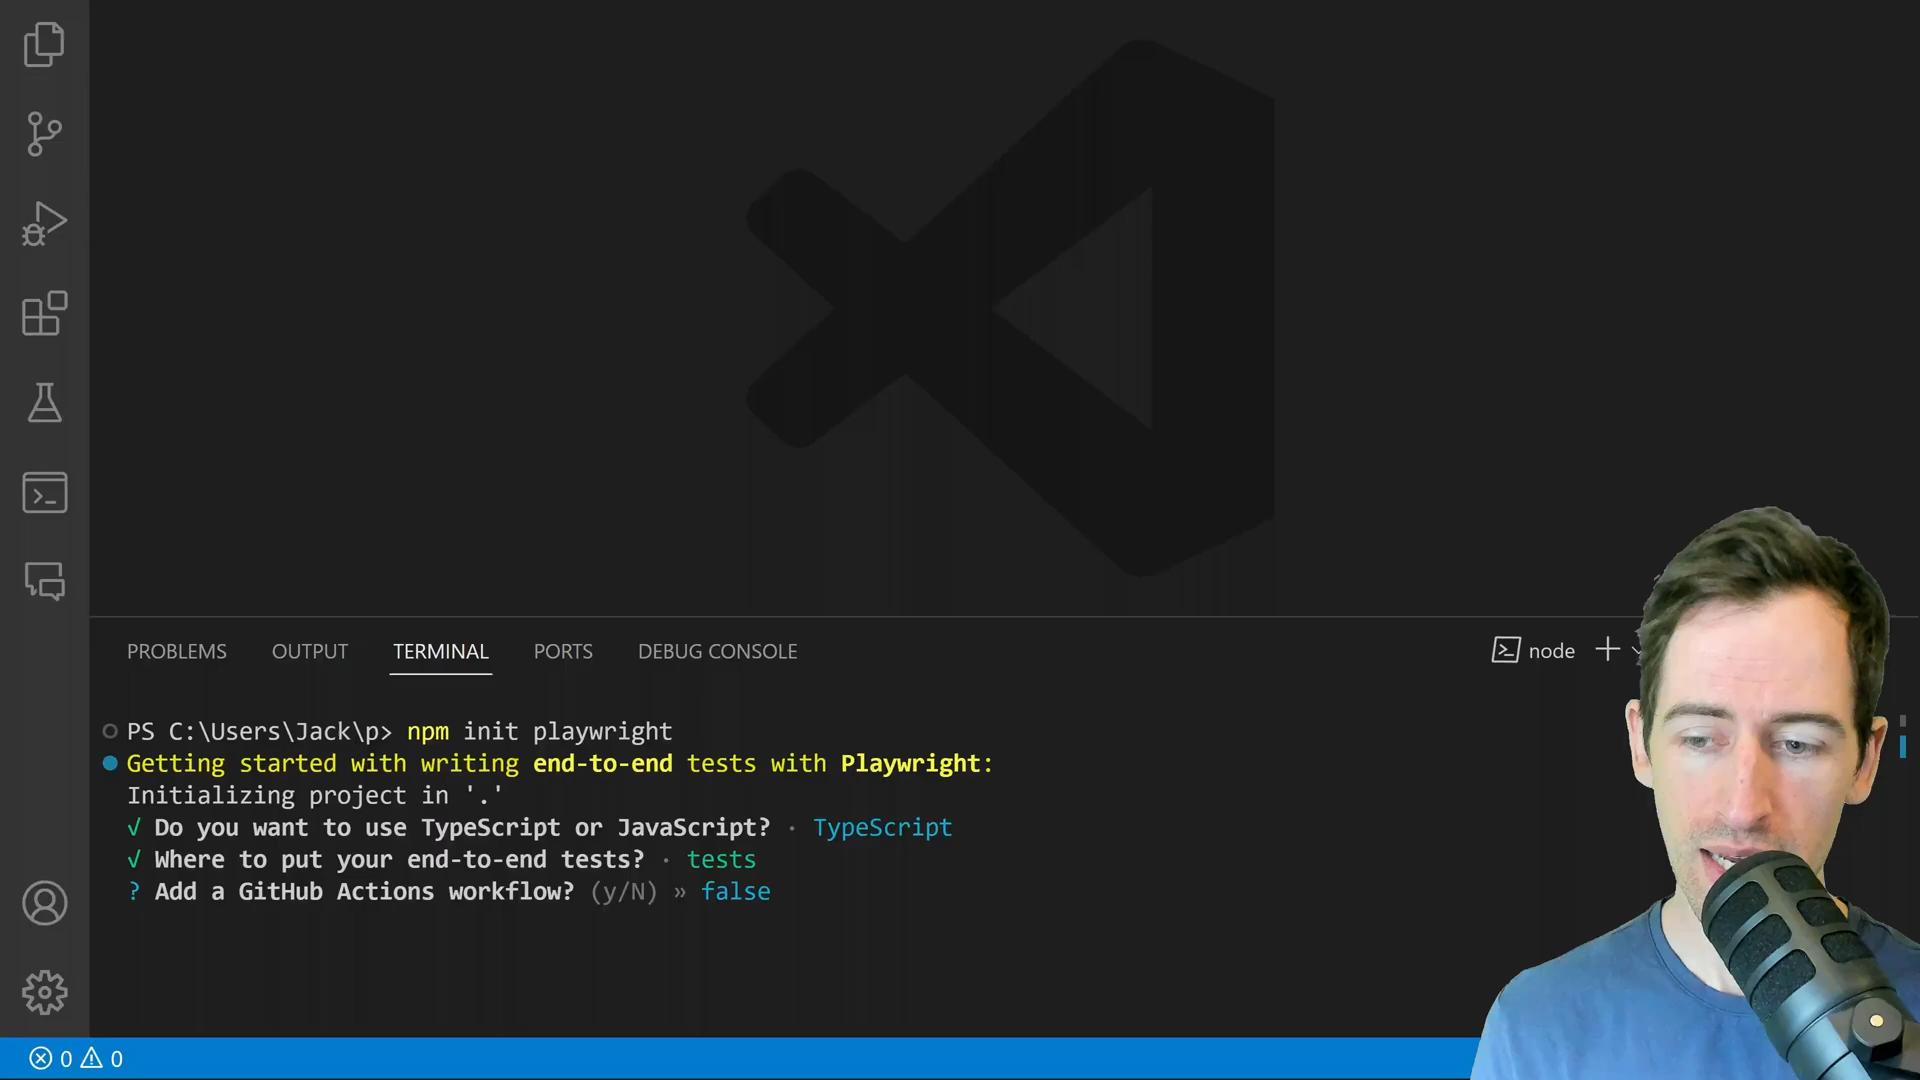 PROBLEMS OUTPUT TERMINAL PORTS DEBUG CONSOLE node
PS C:\Users\Jack\p> npm init playwright
Getting started with writing end-to-end tests with Playwright:
Initializing project in '.'
√ Do you want to use TypeScript or JavaScript? · TypeScript
√ Where to put your end-to-end tests? · tests
? Add a GitHub Actions workflow? (y/N) » false
0 0